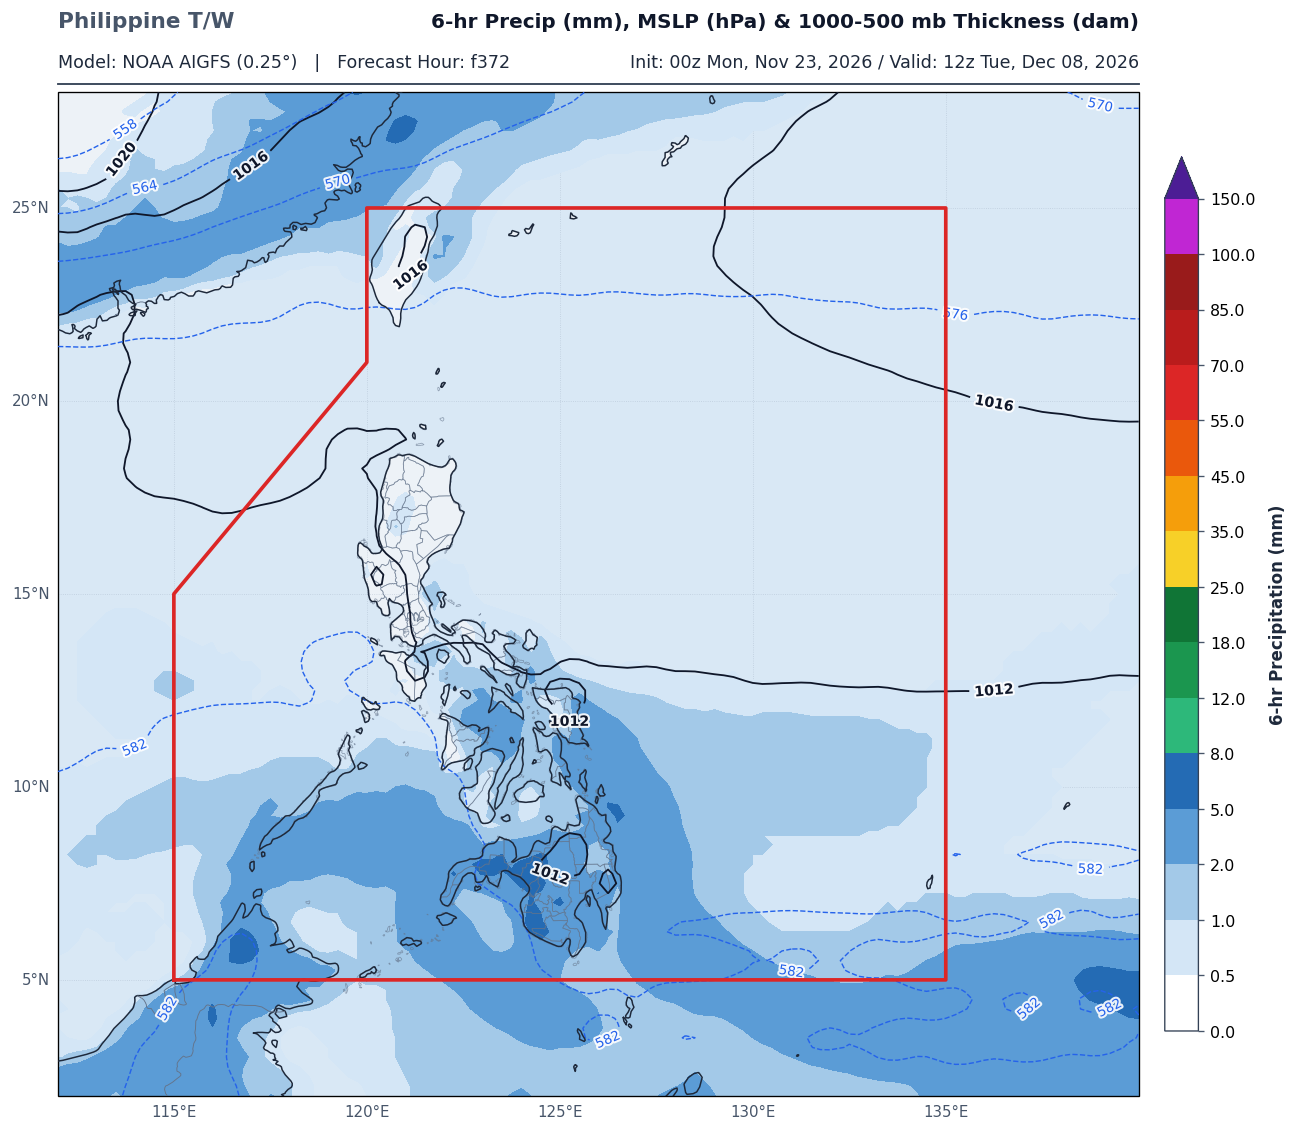 Philippine T/W
6-hr Precip (mm), MSLP (hPa) & 1000-500 mb Thickness (dam)
Model: NOAA AIGFS (0.25°) | Forecast Hour: f372
Init: 00z Mon, Nov 23, 2026 / Valid: 12z Tue, Dec 08, 2026
558
570
1020
1016
564
570
25°N
1016
576
20°N
1016
15°N
1012
1012
582
10°N
582
1012
582
582
5°N
582
582
582
582
115°E
120°E
125°E
130°E
135°E
150.0
100.0
85.0
70.0
55.0
45.0
35.0
25.0
18.0
12.0
8.0
5.0
2.0
1.0
0.5
0.0
6-hr Precipitation (mm)